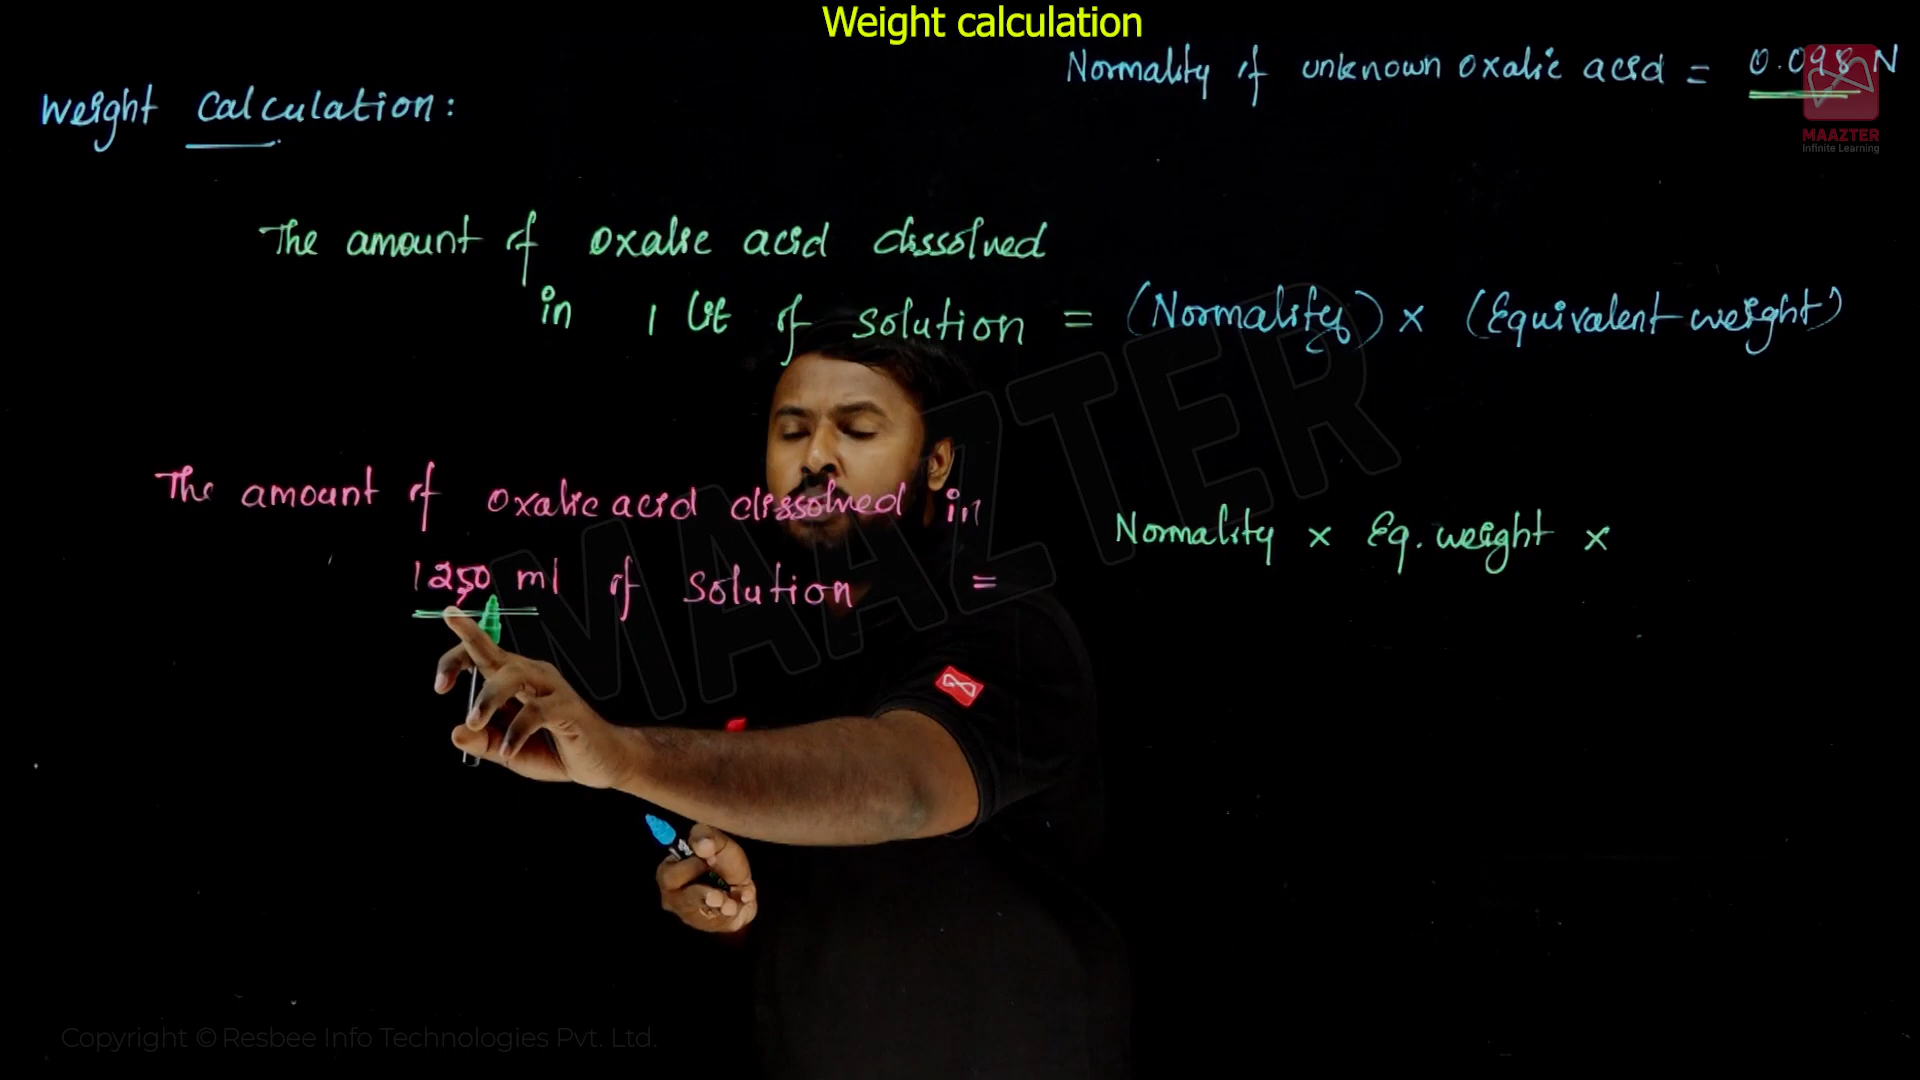 Weight calculation
Normality of unknown oxalic acid = 0.098 N
Weight Calculation:
MAAZTER
Infinite Learning
The amount of oxalic acid dissolved
in 1 lit of solution = (Normality) x (Equivalent weight)
MAAZTER
The amount of oxalic acid dissolved in
Normality x Eq. weight x
1250 ml of solution =
Copyright © Resbee Info Technologies Pvt. Ltd.